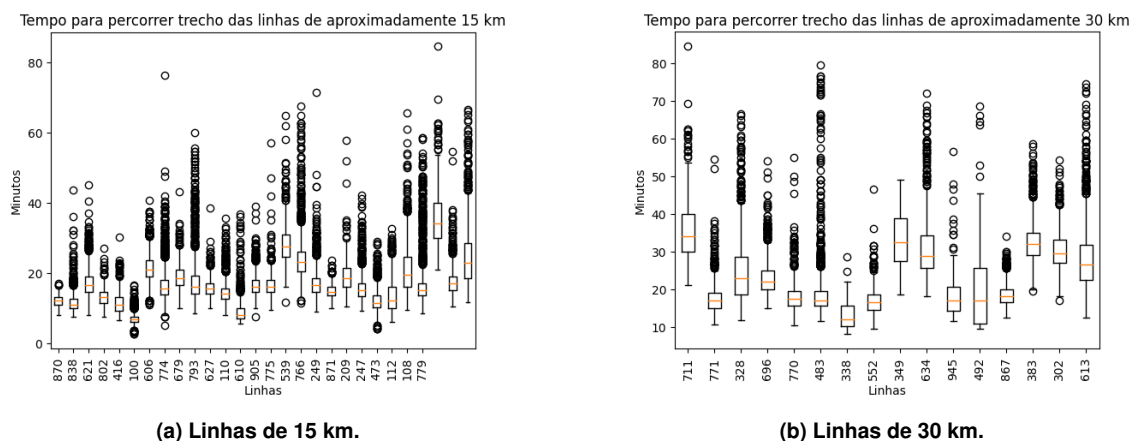 Tempo para percorrer trecho das linhas de aproximadamente 15 km
Minutos
80
60
40
20
0
870 838 621 802 416 100 606 774 679 793 627 110 610 905 775 539 766 249 871 209 247 473 112 108 779
Linhas
(a) Linhas de 15 km.
Tempo para percorrer trecho das linhas de aproximadamente 30 km
Minutos
80
70
60
50
40
30
20
10
711 771 328 696 770 483 338 552 349 634 945 492 867 383 302 613
Linhas
(b) Linhas de 30 km.